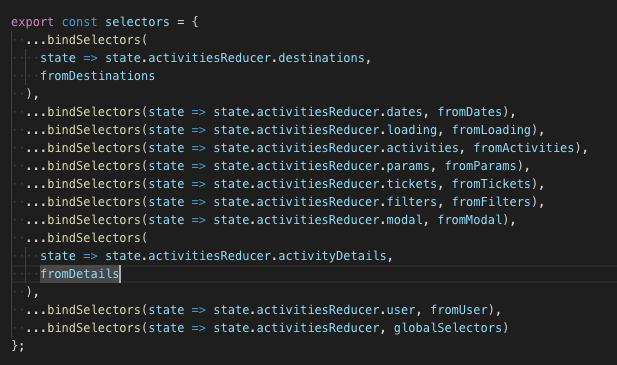 export const selectors = {
  ...bindSelectors(
    state => state.activitiesReducer.destinations,
    fromDestinations
  ),
  ...bindSelectors(state => state.activitiesReducer.dates, fromDates),
  ...bindSelectors(state => state.activitiesReducer.loading, fromLoading),
  ...bindSelectors(state => state.activitiesReducer.activities, fromActivities),
  ...bindSelectors(state => state.activitiesReducer.params, fromParams),
  ...bindSelectors(state => state.activitiesReducer.tickets, fromTickets),
  ...bindSelectors(state => state.activitiesReducer.filters, fromFilters),
  ...bindSelectors(state => state.activitiesReducer.modal, fromModal),
  ...bindSelectors(
    state => state.activitiesReducer.activityDetails,
    fromDetails
  ),
  ...bindSelectors(state => state.activitiesReducer.user, fromUser),
  ...bindSelectors(state => state.activitiesReducer, globalSelectors)
};